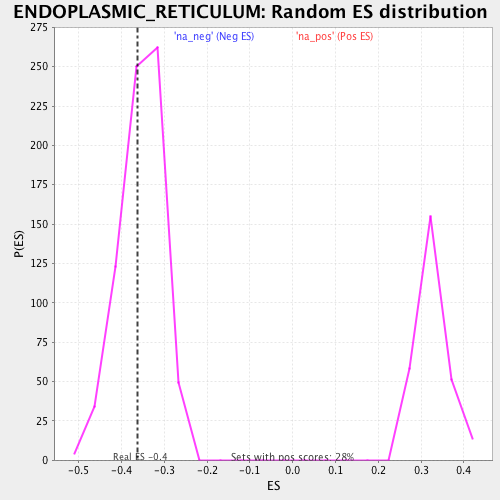 ENDOPLASMIC_RETICULUM: Random ES distribution
'na_neg' (Neg ES) 'na_pos' (Pos ES)
275
250
225
200
175
150
125
100
75
50
25
0
P(ES)
Real ES -0.4 Sets with pos scores: 28%
-0.5 -0.4 -0.3 -0.2 -0.1 0.0 0.1 0.2 0.3 0.4
ES